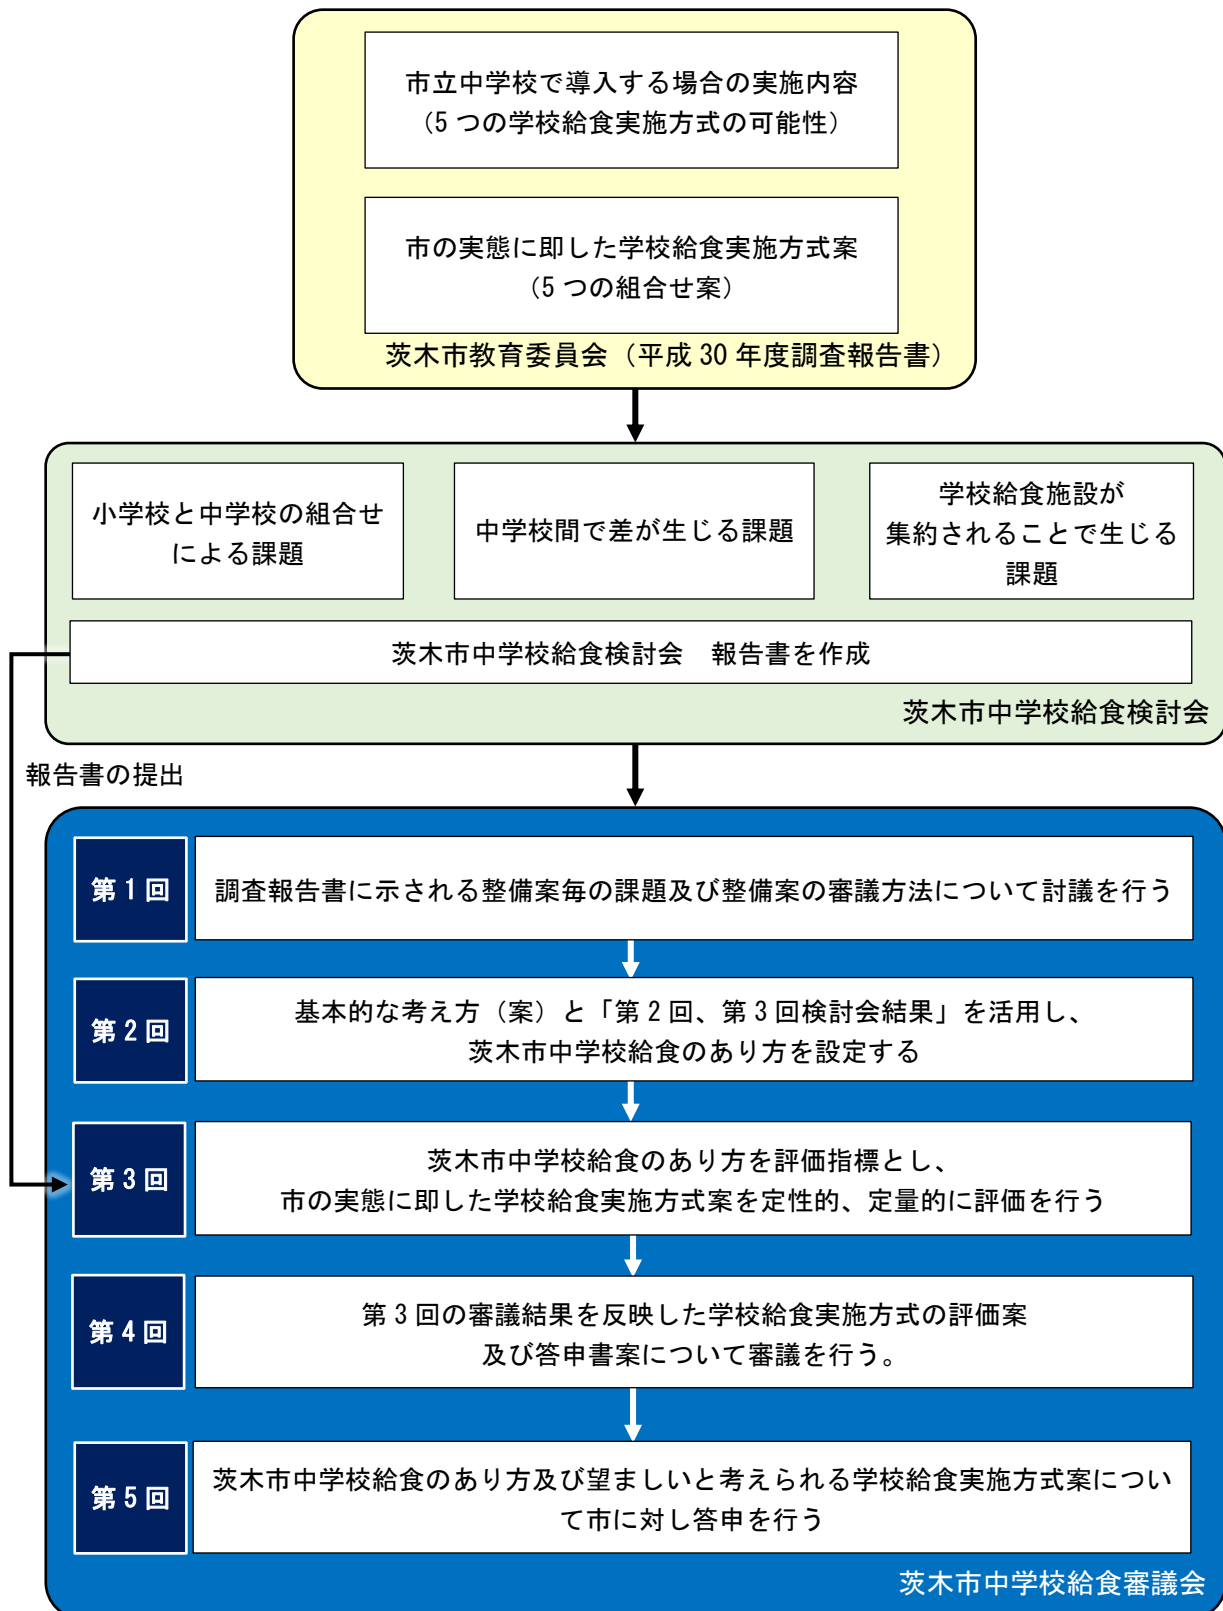 市立中学校で導入する場合の実施内容
（5 つの学校給食実施方式の可能性）
市の実態に即した学校給食実施方式案
（5 つの組合せ案）
茨木市教育委員会（平成 30 年度調査報告書）
小学校と中学校の組合せ
による課題
中学校間で差が生じる課題
学校給食施設が
集約されることで生じる
課題
茨木市中学校給食検討会　報告書を作成
茨木市中学校給食検討会
報告書の提出
第 1 回
調査報告書に示される整備案毎の課題及び整備案の審議方法について討議を行う
第 2 回
基本的な考え方（案）と「第 2 回、第 3 回検討会結果」を活用し、
茨木市中学校給食のあり方を設定する
第 3 回
茨木市中学校給食のあり方を評価指標とし、
市の実態に即した学校給食実施方式案を定性的、定量的に評価を行う
第 4 回
第 3 回の審議結果を反映した学校給食実施方式の評価案
及び答申書案について審議を行う。
第 5 回
茨木市中学校給食のあり方及び望ましいと考えられる学校給食実施方式案につい
て市に対し答申を行う
茨木市中学校給食審議会